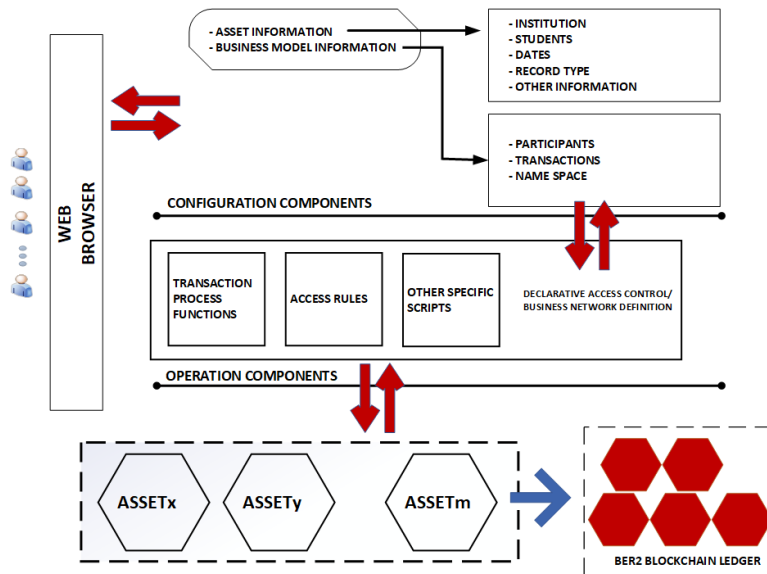 - ASSET INFORMATION
- BUSINESS MODEL INFORMATION
- INSTITUTION
- STUDENTS
- DATES
- RECORD TYPE
- OTHER INFORMATION
- PARTICIPANTS
- TRANSACTIONS
- NAME SPACE
WEB
BROWSER
CONFIGURATION COMPONENTS
TRANSACTION
PROCESS
FUNCTIONS
ACCESS RULES
OTHER SPECIFIC
SCRIPTS
DECLARATIVE ACCESS CONTROL/
BUSINESS NETWORK DEFINITION
OPERATION COMPONENTS
ASSETx
ASSETy
ASSETm
BER2 BLOCKCHAIN LEDGER